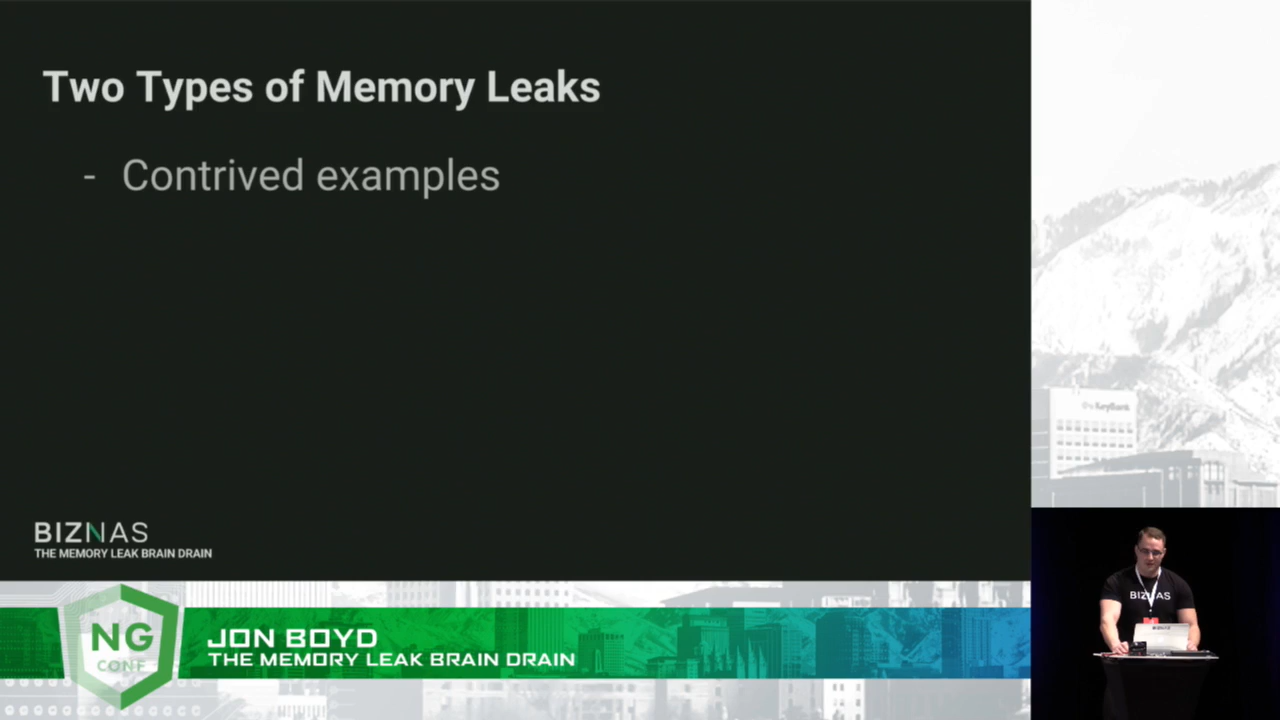 Two Types of Memory Leaks
- Contrived examples
BIZNAS
THE MEMORY LEAK BRAIN DRAIN
NG
CONF
JON BOYD
THE MEMORY LEAK BRAIN DRAIN
KeyBank
BIZNAS
BIZNAS